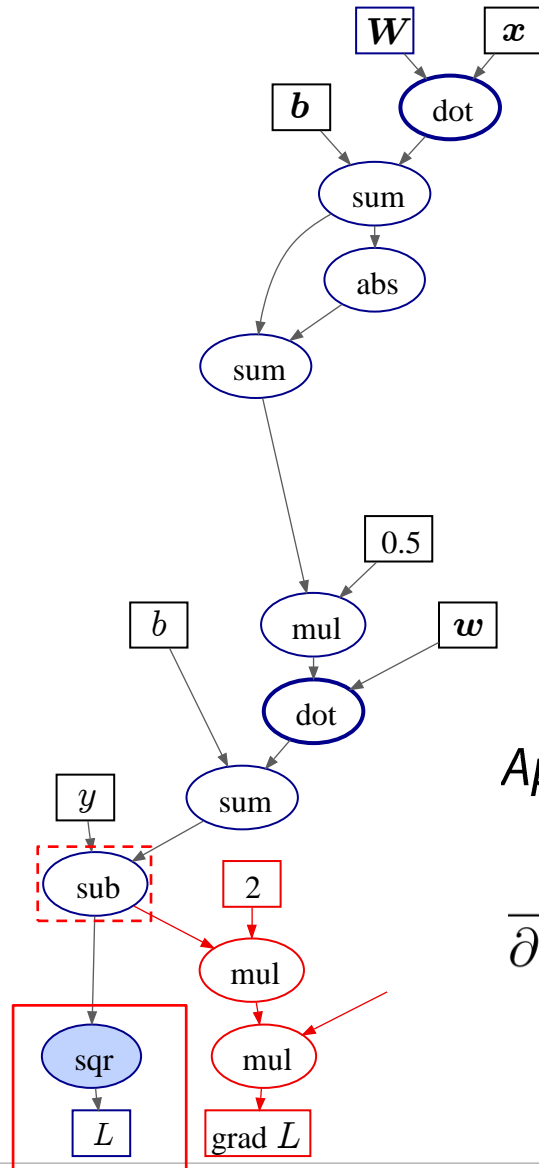 W x
dot
b
sum
abs
sum
0.5
mul
b w
dot
sum
y
sub
2
mul
sqr mul
L grad L
∂